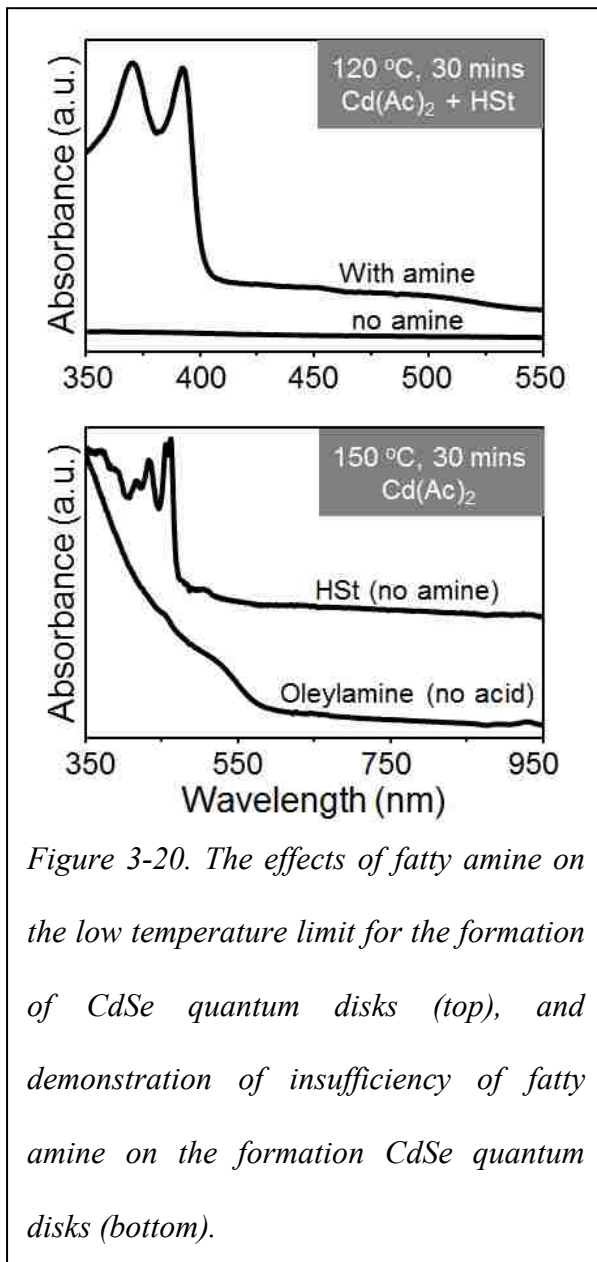 Absorbance (a.u.)
120 °C, 30 mins
Cd(Ac)₂ + HSt
With amine
no amine
350 400 450 500 550
Absorbance (a.u.)
150 °C, 30 mins
Cd(Ac)₂
HSt (no amine)
Oleylamine (no acid)
350 550 750 950
Wavelength (nm)
Figure 3-20. The effects of fatty amine on
the low temperature limit for the formation
of CdSe quantum disks (top), and
demonstration of insufficiency of fatty
amine on the formation CdSe quantum
disks (bottom).